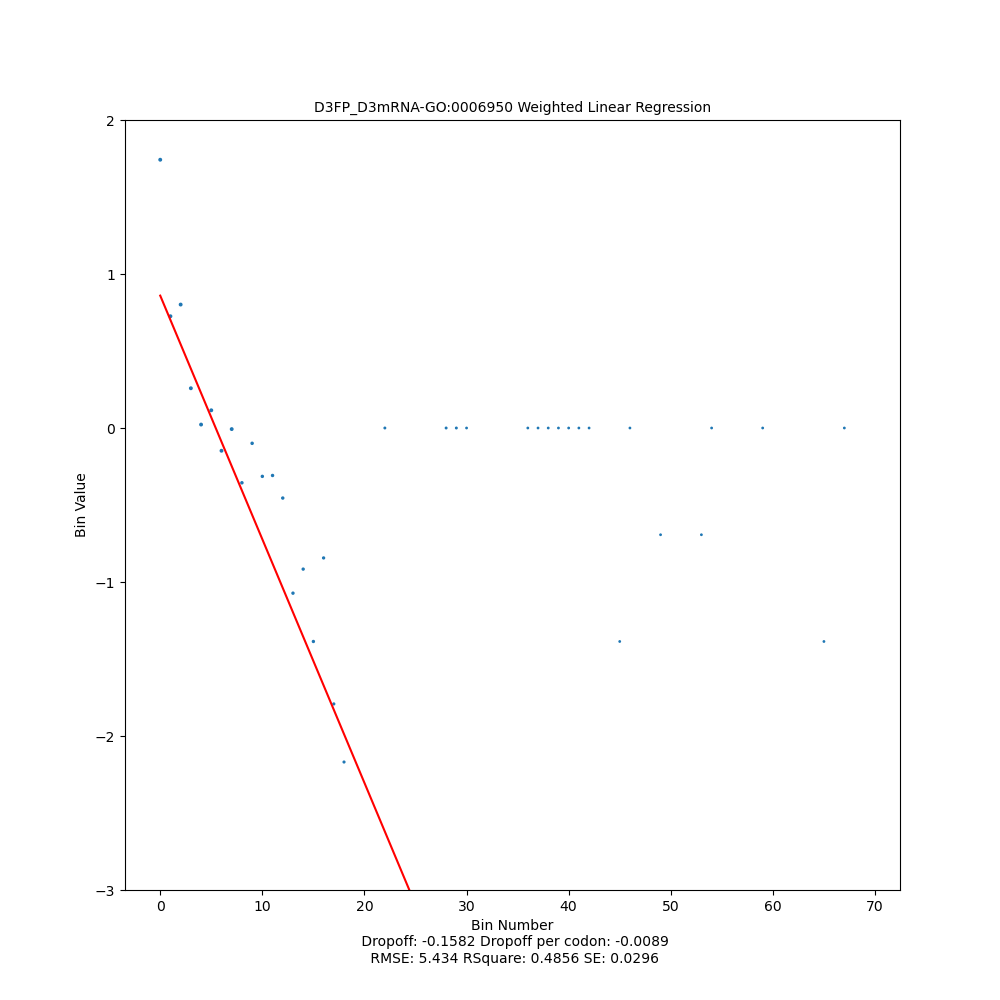 D3FP_D3mRNA-GO:0006950 Weighted Linear Regression
2
1
0
−1
−2
−3
Bin Value
0 10 20 30 40 50 60 70
Bin Number
Dropoff: -0.1582 Dropoff per codon: -0.0089
RMSE: 5.434 RSquare: 0.4856 SE: 0.0296